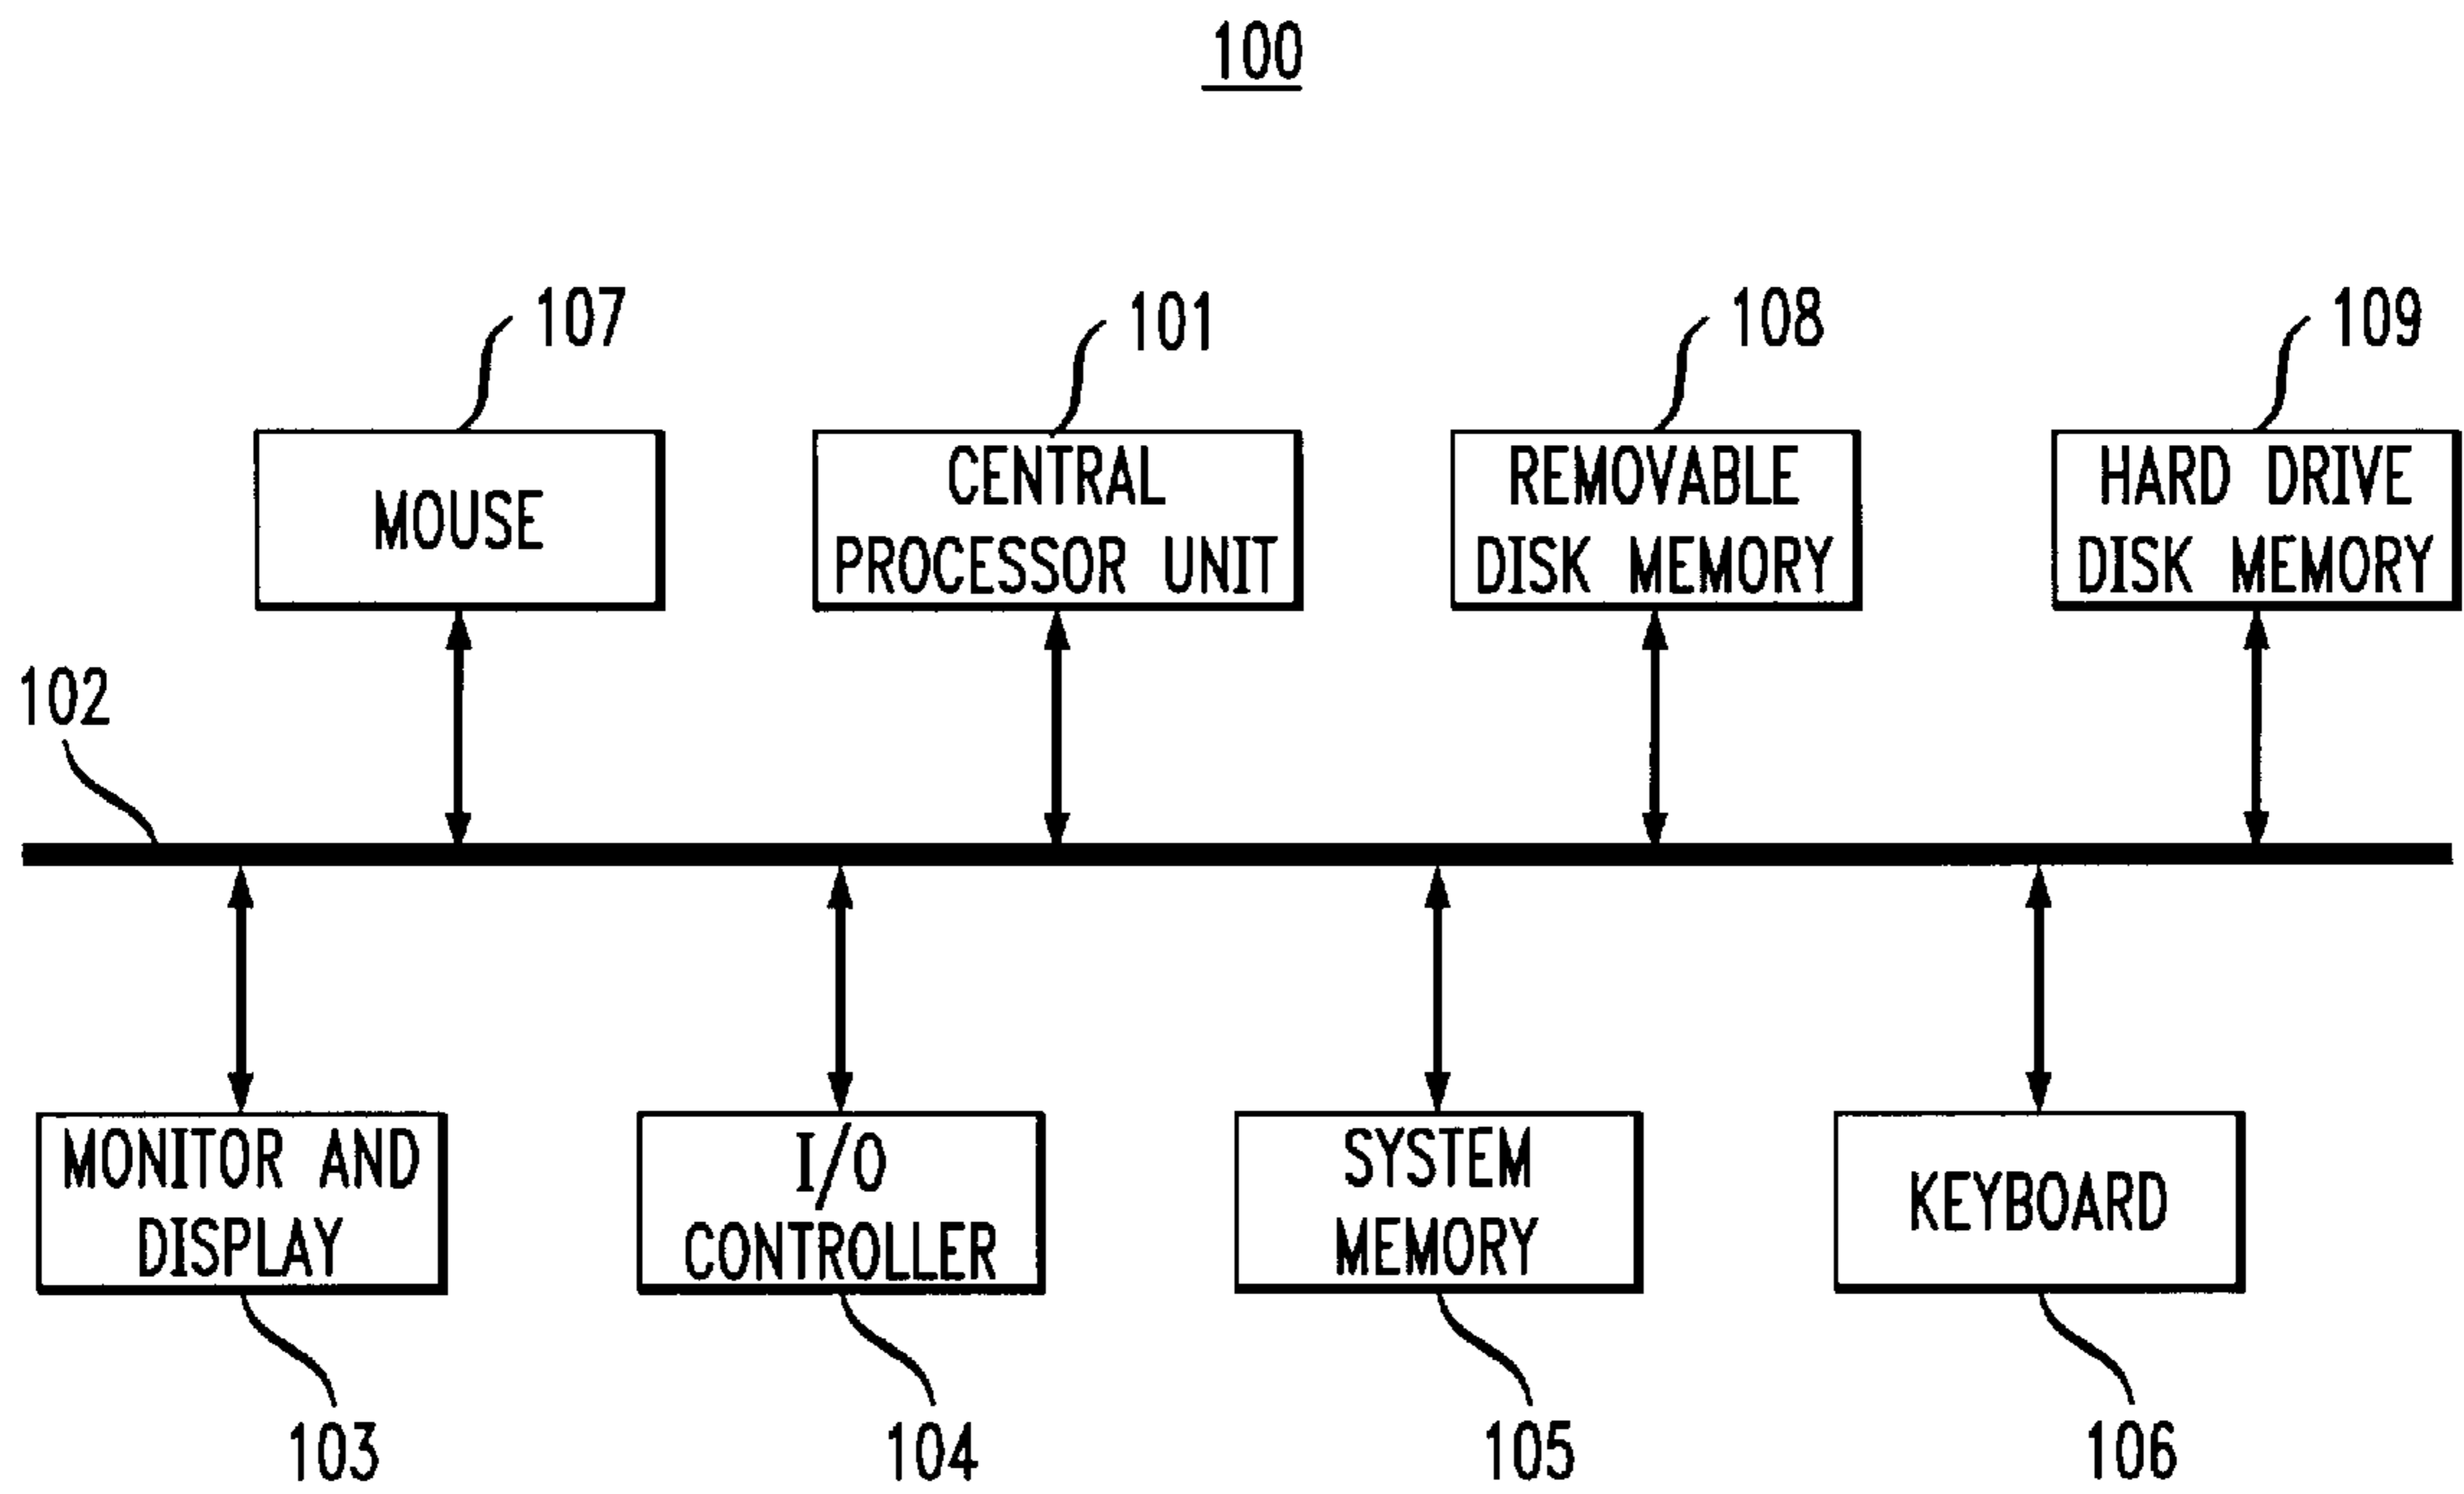 100
107
101
108
109
MOUSE
CENTRAL
PROCESSOR UNIT
REMOVABLE
DISK MEMORY
HARD DRIVE
DISK MEMORY
102
MONITOR AND
DISPLAY
I/O
CONTROLLER
SYSTEM
MEMORY
KEYBOARD
103
104
105
106